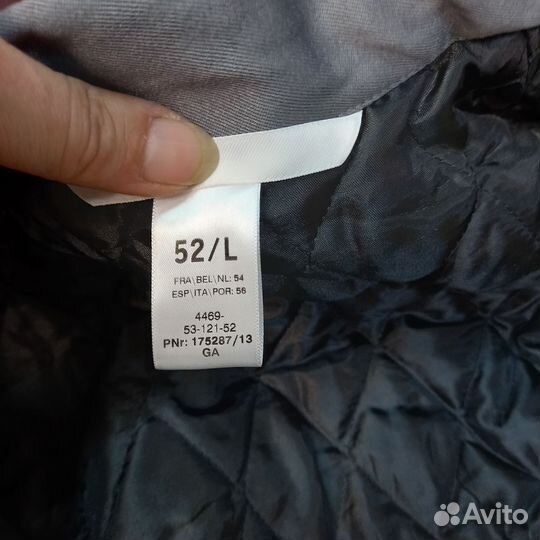 52/L
FRA\BEL\NL: 54
ESP\ITA\POR: 56
4469-
53-121-52
PNr: 175287/13
GA
Avito